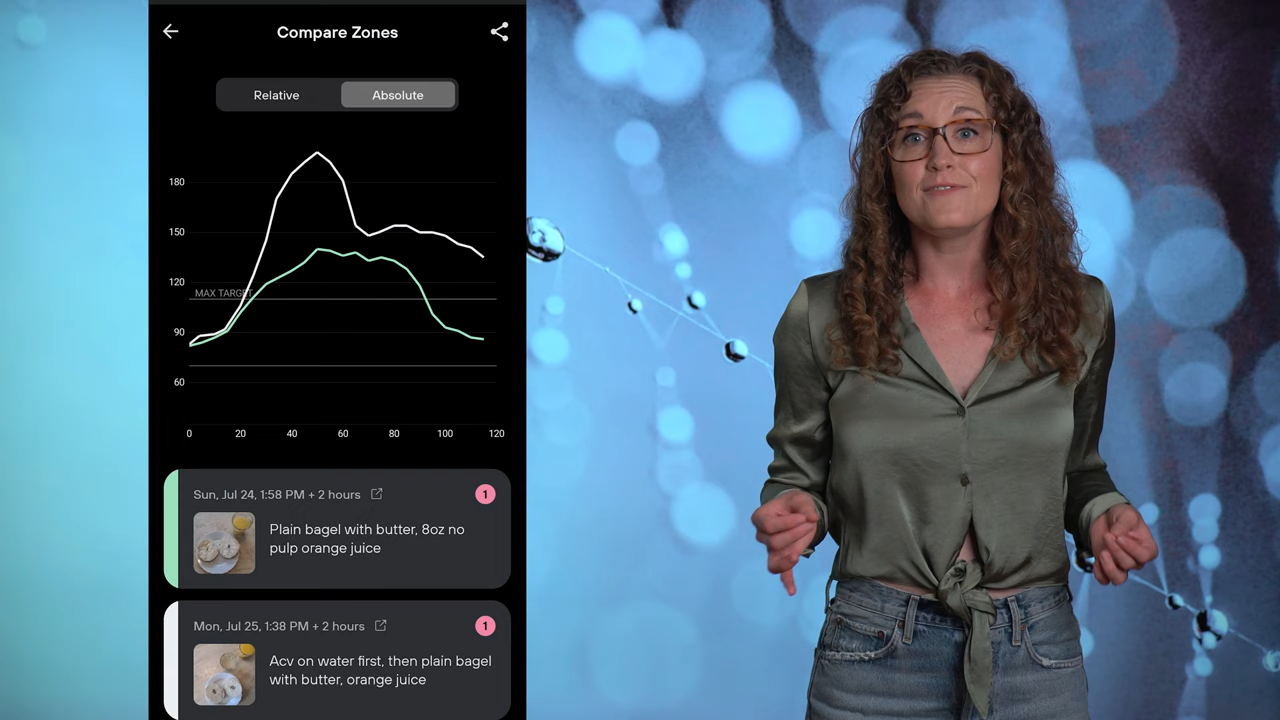 Compare Zones
Relative
Absolute
180
150
120
MAX TARGET
90
60
0 20 40 60 80 100 120
Sun, Jul 24, 1:58 PM + 2 hours
1
Plain bagel with butter, 8oz no
pulp orange juice
Mon, Jul 25, 1:38 PM + 2 hours
1
Acv on water first, then plain bagel
with butter, orange juice